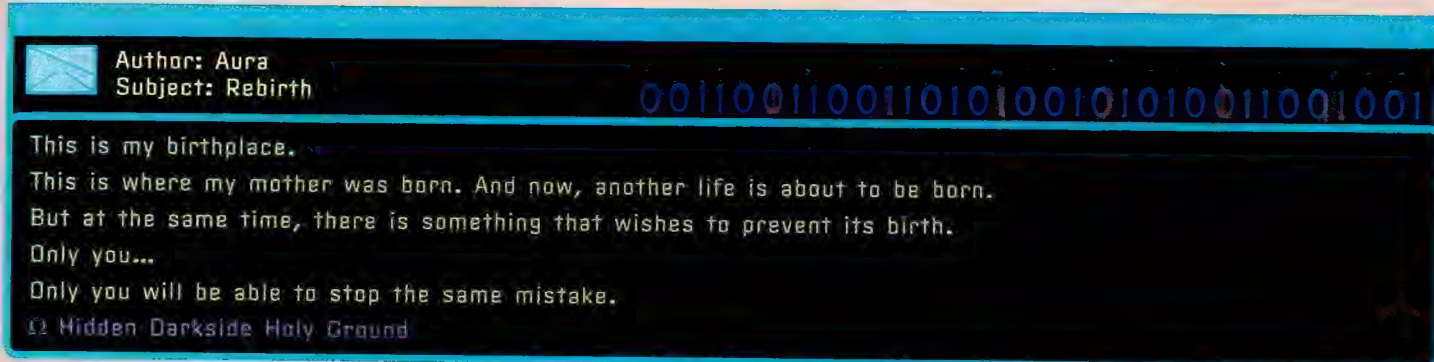 Author: Aura
Subject: Rebirth
001100110011010100101010011001001
This is my birthplace.
This is where my mother was born. And now, another life is about to be born.
But at the same time, there is something that wishes to prevent its birth.
Only you...
Only you will be able to stop the same mistake.
Ω Hidden Darkside Holy Ground